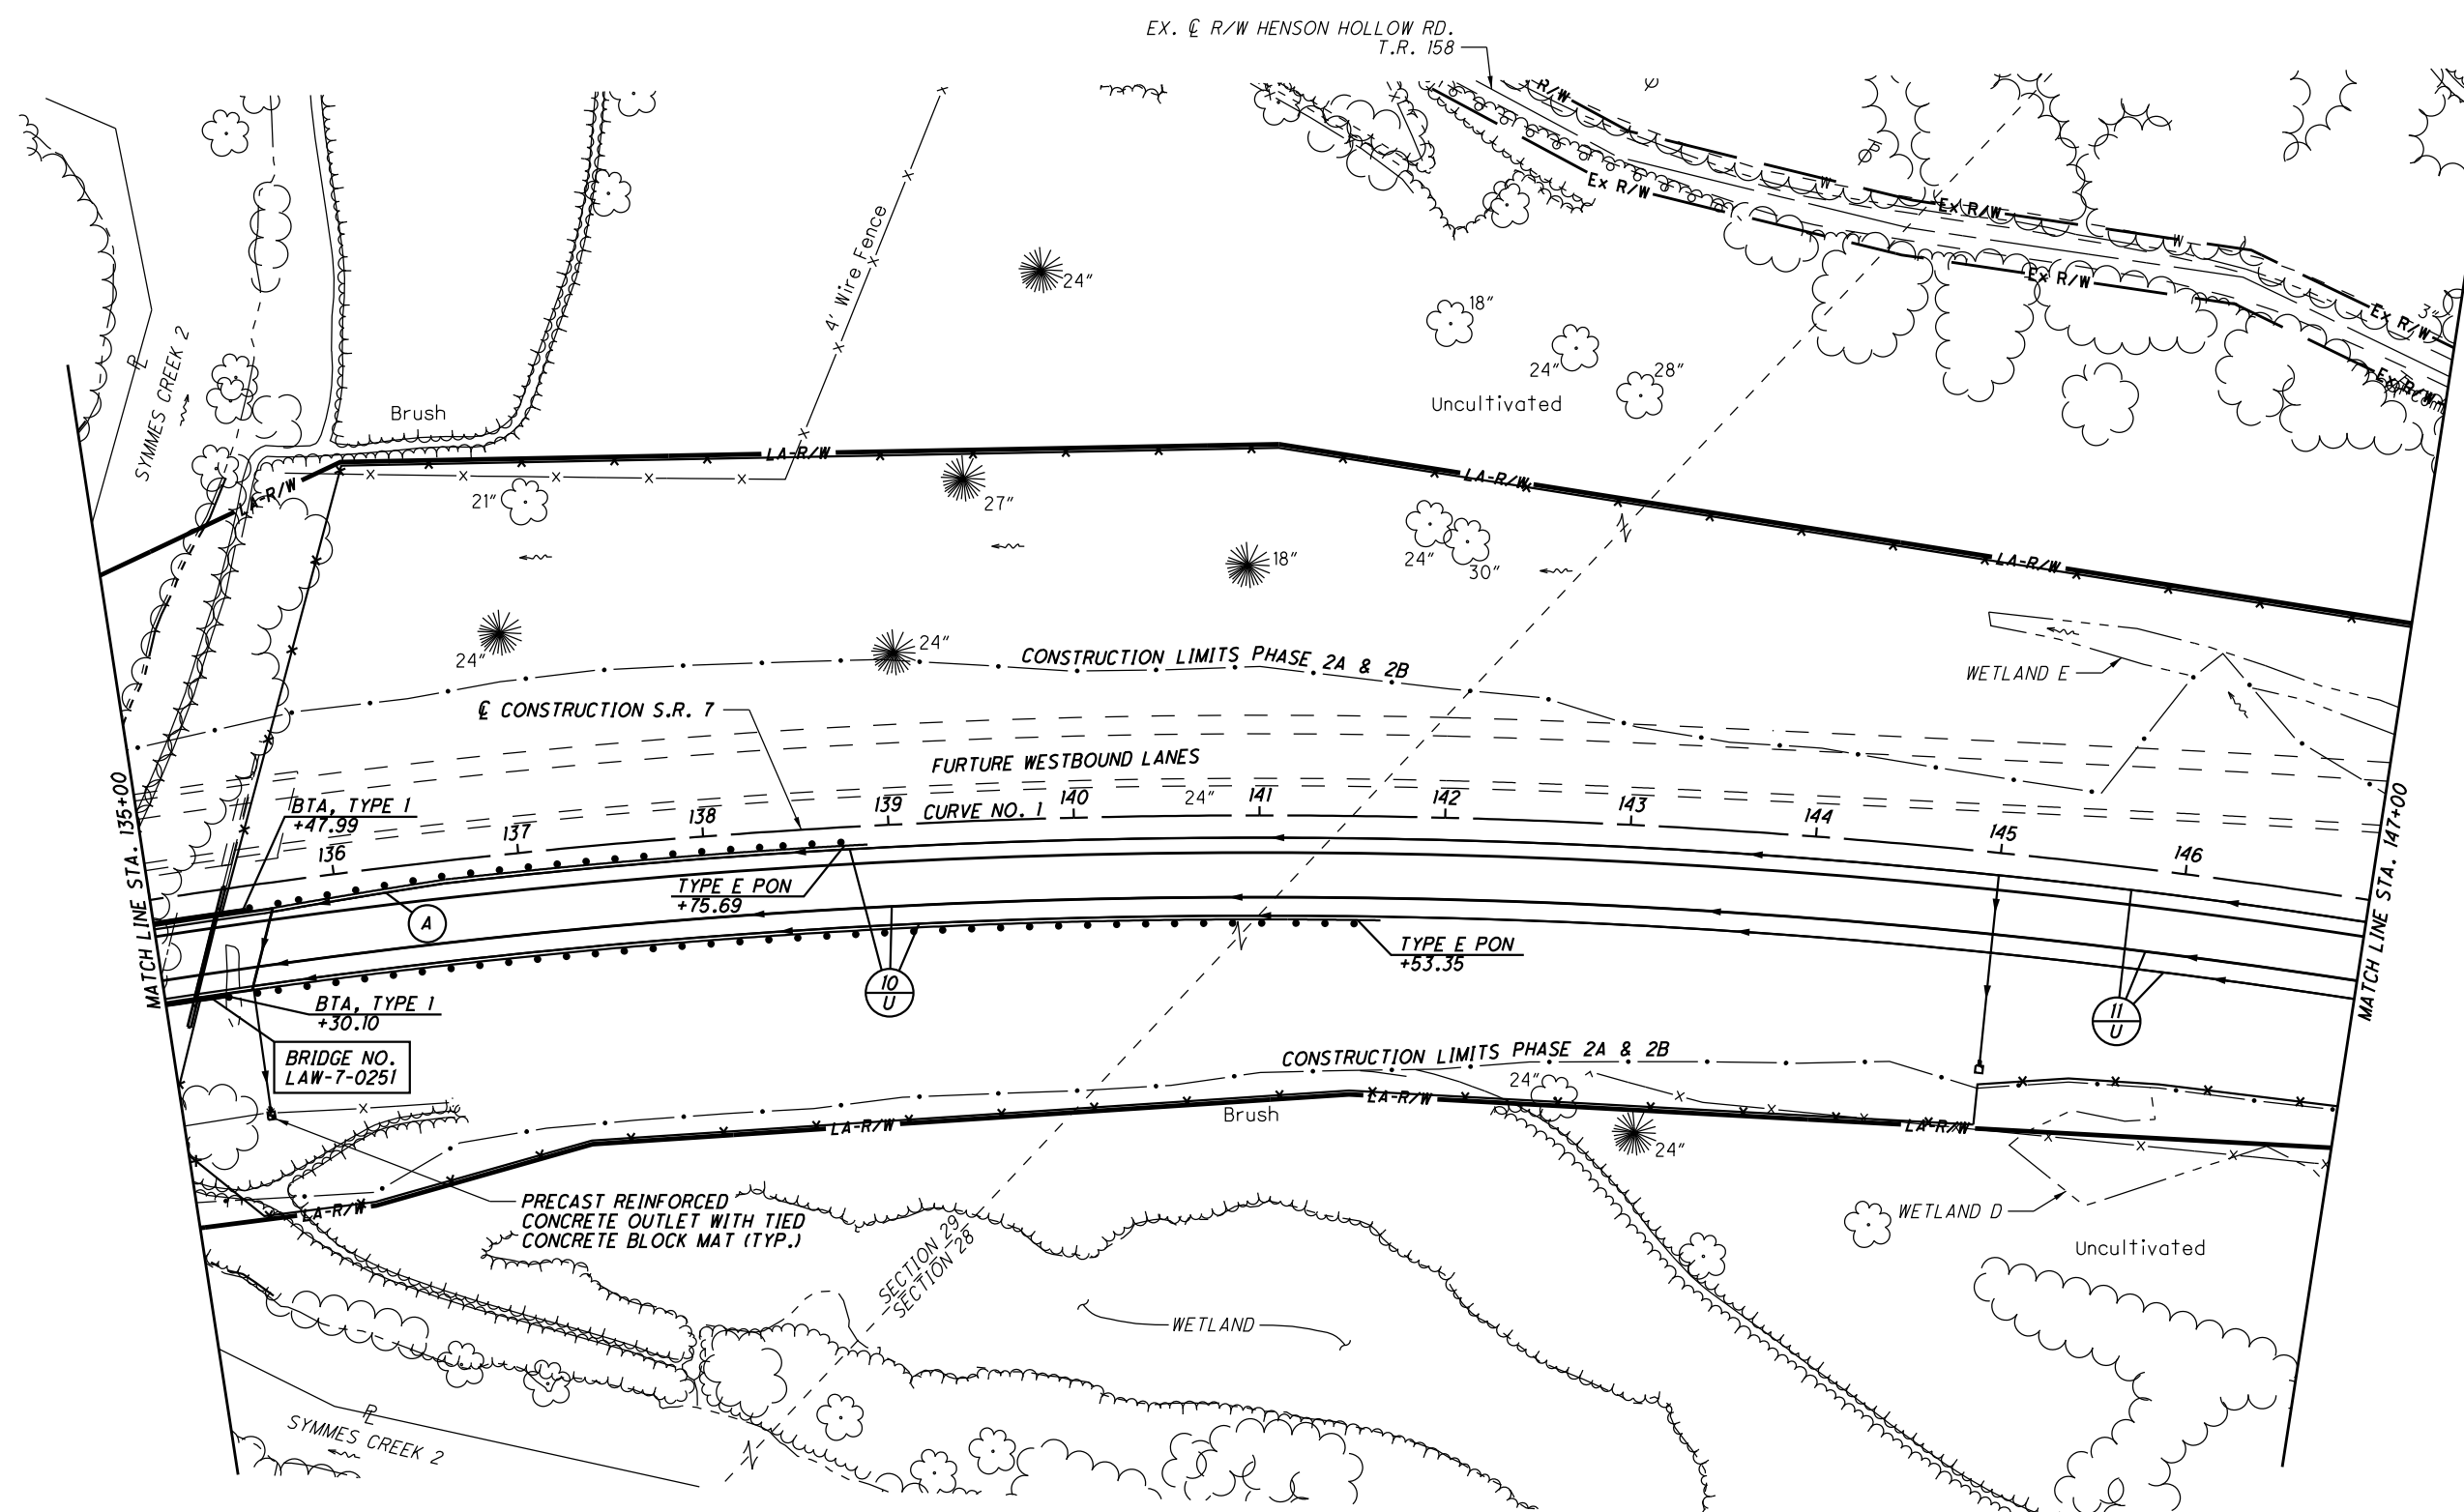 EX. ℄ R/W HENSON HOLLOW RD.
T.R. 158
R/W
W
Ex R/W
Ex R/W
W
Ex R/W
Ex R/W
Ex R/W
3"
℄
SYMMES CREEK 2
4' Wire Fence
24"
18"
24"
28"
Uncultivated
Brush
LA-R/W
LA-R/W
LA-R/W
LA-R/W
21"
27"
24"
30"
18"
24"
24"
CONSTRUCTION LIMITS PHASE 2A & 2B
WETLAND E
℄ CONSTRUCTION S.R. 7
FURTURE WESTBOUND LANES
CURVE NO. 1
24"
136
137
138
139
140
141
142
143
144
145
146
MATCH LINE STA. 135+00
MATCH LINE STA. 147+00
BTA, TYPE 1
+47.99
TYPE E PON
+75.69
A
TYPE E PON
+53.35
10
U
11
U
BTA, TYPE 1
+30.10
BRIDGE NO.
LAW-7-0251
CONSTRUCTION LIMITS PHASE 2A & 2B
24"
LA-R/W
Brush
LA-R/W
LA-R/W
24"
LA-R/W
PRECAST REINFORCED
CONCRETE OUTLET WITH TIED
CONCRETE BLOCK MAT (TYP.)
WETLAND D
Uncultivated
SECTION 29
SECTION 28
WETLAND
SYMMES CREEK 2